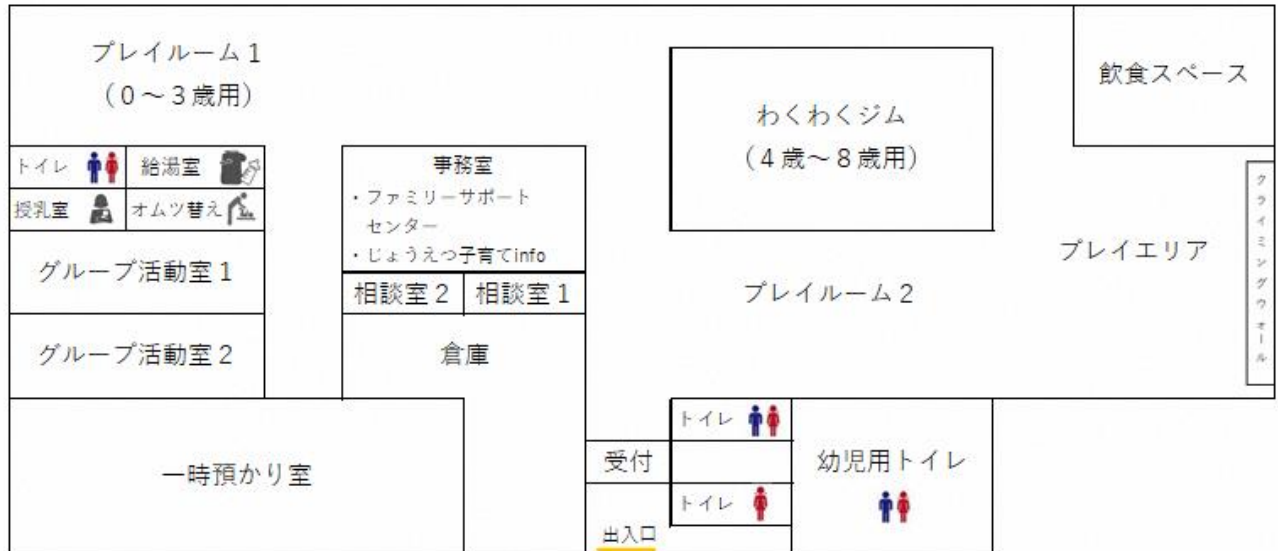 プレイルーム１
（０～３歳用）
わくわくジム
（４歳～８歳用）
飲食スペース
トイレ
給湯室
授乳室
オムツ替え
事務室
・ファミリーサポート
センター
・じょうえつ子育てinfo
クライミングウォール
プレイエリア
グループ活動室１
相談室２
相談室１
プレイルーム２
グループ活動室２
倉庫
トイレ
受付
幼児用トイレ
一時預かり室
トイレ
出入口